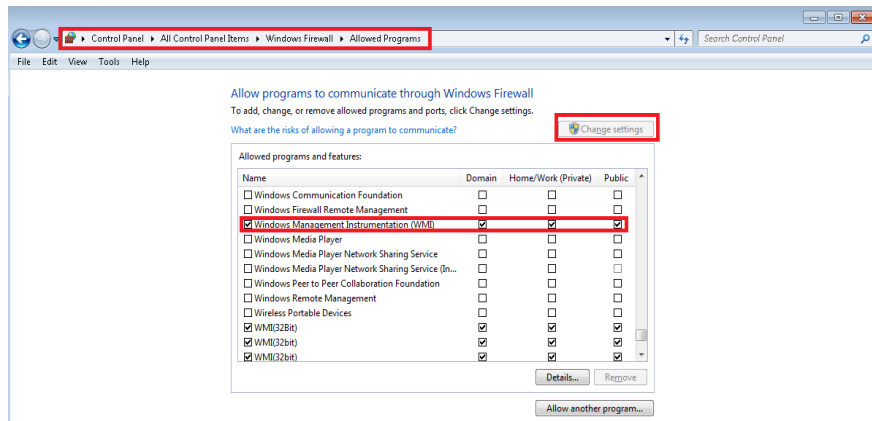 Control Panel ▸ All Control Panel Items ▸ Windows Firewall ▸ Allowed Programs
Search Control Panel
File Edit View Tools Help
Allow programs to communicate through Windows Firewall
To add, change, or remove allowed programs and ports, click Change settings.
What are the risks of allowing a program to communicate?
Change settings
Allowed programs and features:
Name Domain Home/Work (Private) Public
Windows Communication Foundation
Windows Firewall Remote Management
Windows Management Instrumentation (WMI)
Windows Media Player
Windows Media Player Network Sharing Service
Windows Media Player Network Sharing Service (In...
Windows Peer to Peer Collaboration Foundation
Windows Remote Management
Wireless Portable Devices
WMI(32Bit)
WMI(32bit)
WMI(32bit)
Details... Remove
Allow another program...